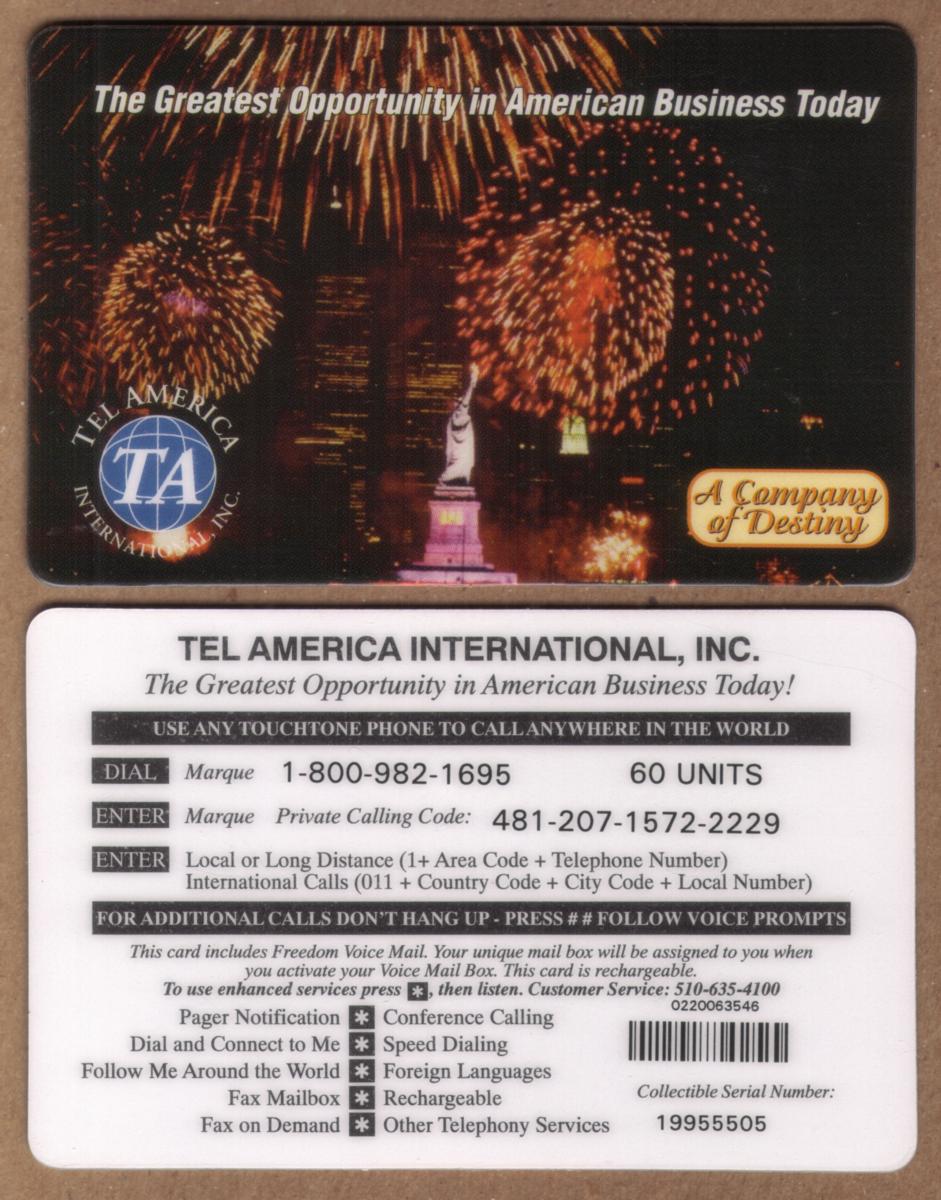 The Greatest Opportunity in American Business Today
TEL AMERICA
TA
INTERNATIONAL, INC.
A Company
of Destiny
TEL AMERICA INTERNATIONAL, INC.
The Greatest Opportunity in American Business Today!
USE ANY TOUCHTONE PHONE TO CALL ANYWHERE IN THE WORLD
DIAL Marque 1-800-982-1695 60 UNITS
ENTER Marque Private Calling Code: 481-207-1572-2229
ENTER Local or Long Distance (1+ Area Code + Telephone Number)
International Calls (011 + Country Code + City Code + Local Number)
FOR ADDITIONAL CALLS DON'T HANG UP - PRESS # # FOLLOW VOICE PROMPTS
This card includes Freedom Voice Mail. Your unique mail box will be assigned to you when
you activate your Voice Mail Box. This card is rechargeable.
To use enhanced services press *, then listen. Customer Service: 510-635-4100
0220063546
Pager Notification * Conference Calling
Dial and Connect to Me * Speed Dialing
Follow Me Around the World * Foreign Languages
Fax Mailbox * Rechargeable
Fax on Demand * Other Telephony Services
Collectible Serial Number:
19955505